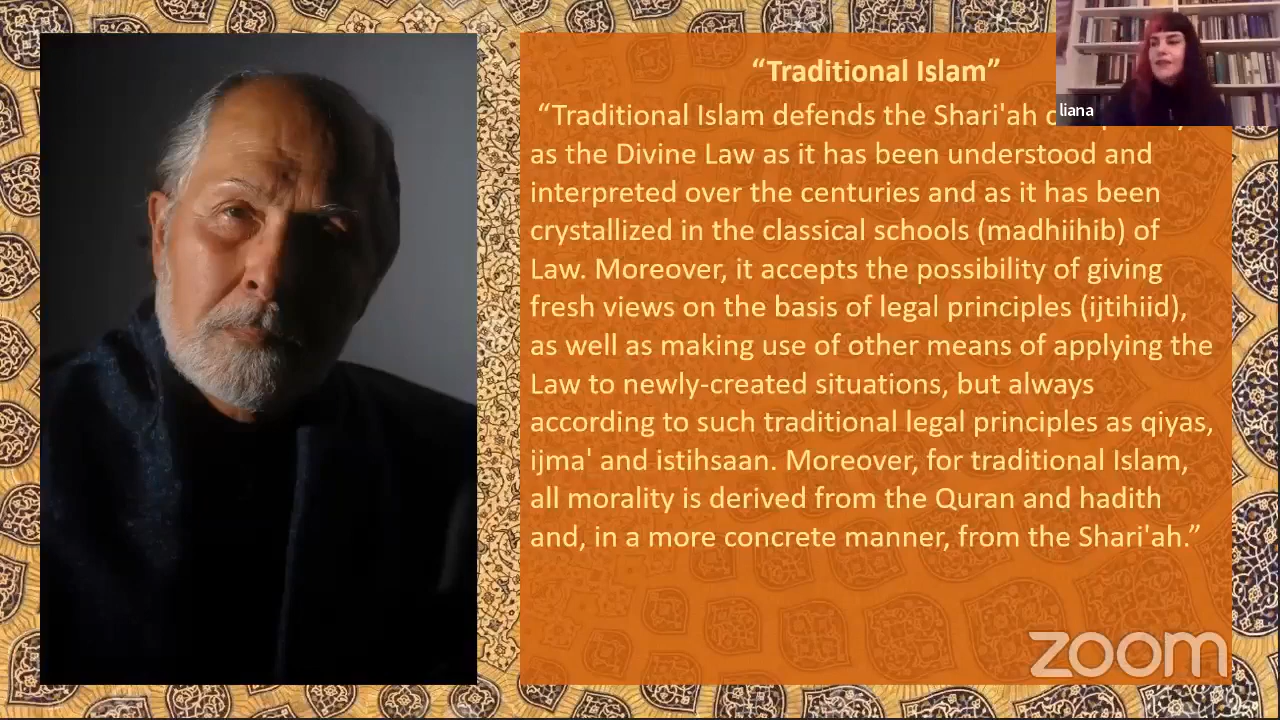 “Traditional Islam”
“Traditional Islam defends the Shari'ah
as the Divine Law as it has been understood and
interpreted over the centuries and as it has been
crystallized in the classical schools (madhiihib) of
Law. Moreover, it accepts the possibility of giving
fresh views on the basis of legal principles (ijtihiid),
as well as making use of other means of applying the
Law to newly-created situations, but always
according to such traditional legal principles as qiyas,
ijma' and istihsaan. Moreover, for traditional Islam,
all morality is derived from the Quran and hadith
and, in a more concrete manner, from the Shari'ah.”
liana
zoom